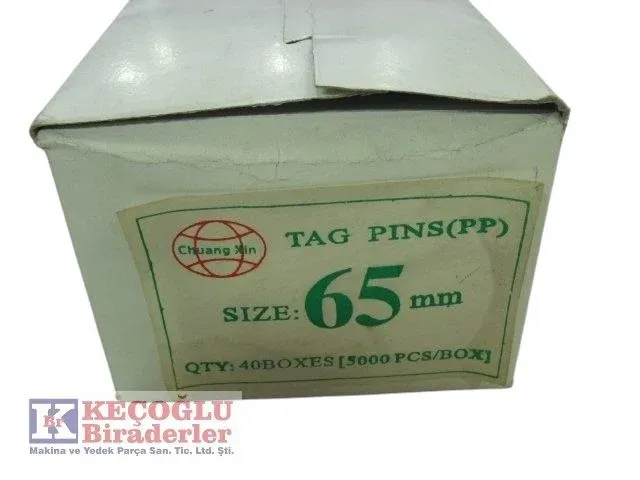 Chuang Xin
TAG PINS(PP)
SIZE: 65 mm
QTY: 40BOXES [5000 PCS/BOX]
K Br
KEÇOĞLU
Biraderler
Makina ve Yedek Parça San. Tic. Ltd. Şti.